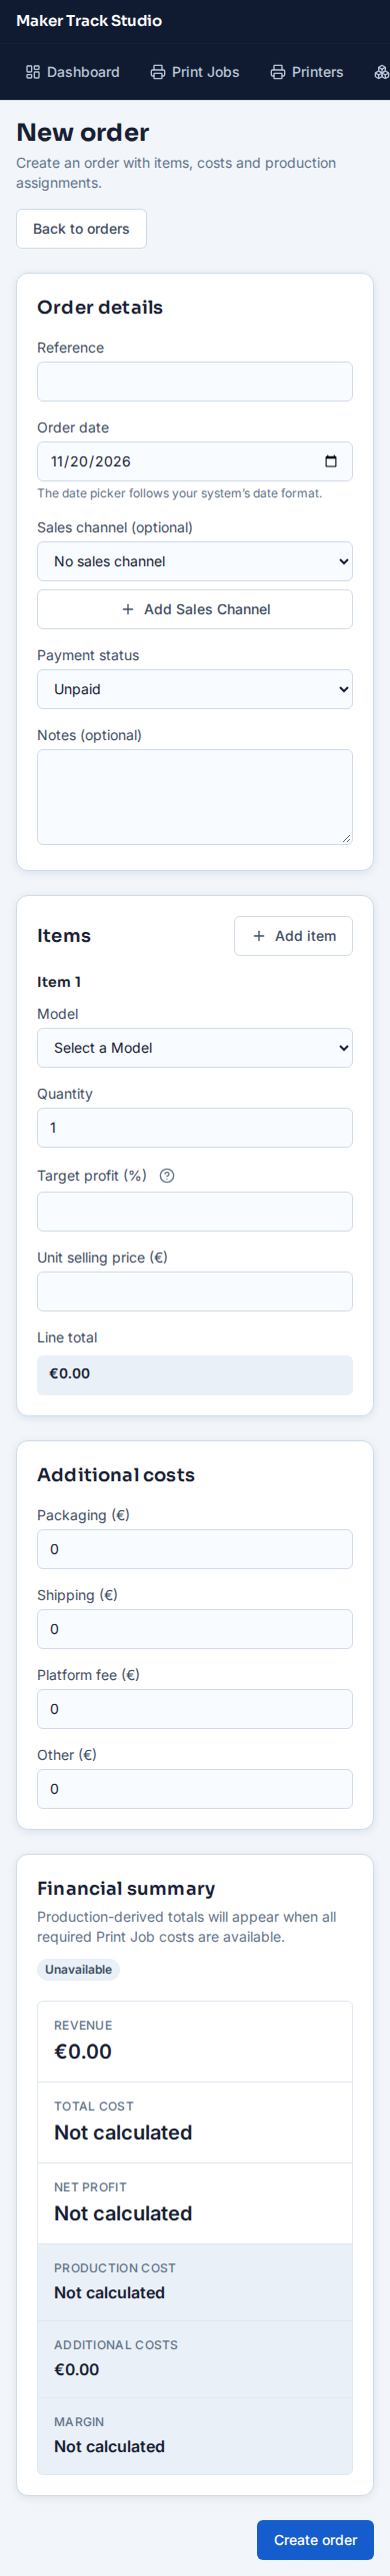 Maker Track Studio
Dashboard Print Jobs Printers
New order
Create an order with items, costs and production
assignments.
Back to orders
Order details
Reference
Order date
11/20/2026
The date picker follows your system’s date format.
Sales channel (optional)
No sales channel
Add Sales Channel
Payment status
Unpaid
Notes (optional)
Items
Add item
Item 1
Model
Select a Model
Quantity
1
Target profit (%)
Unit selling price (€)
Line total
€0.00
Additional costs
Packaging (€)
0
Shipping (€)
0
Platform fee (€)
0
Other (€)
0
Financial summary
Production-derived totals will appear when all
required Print Job costs are available.
Unavailable
REVENUE
€0.00
TOTAL COST
Not calculated
NET PROFIT
Not calculated
PRODUCTION COST
Not calculated
ADDITIONAL COSTS
€0.00
MARGIN
Not calculated
Create order